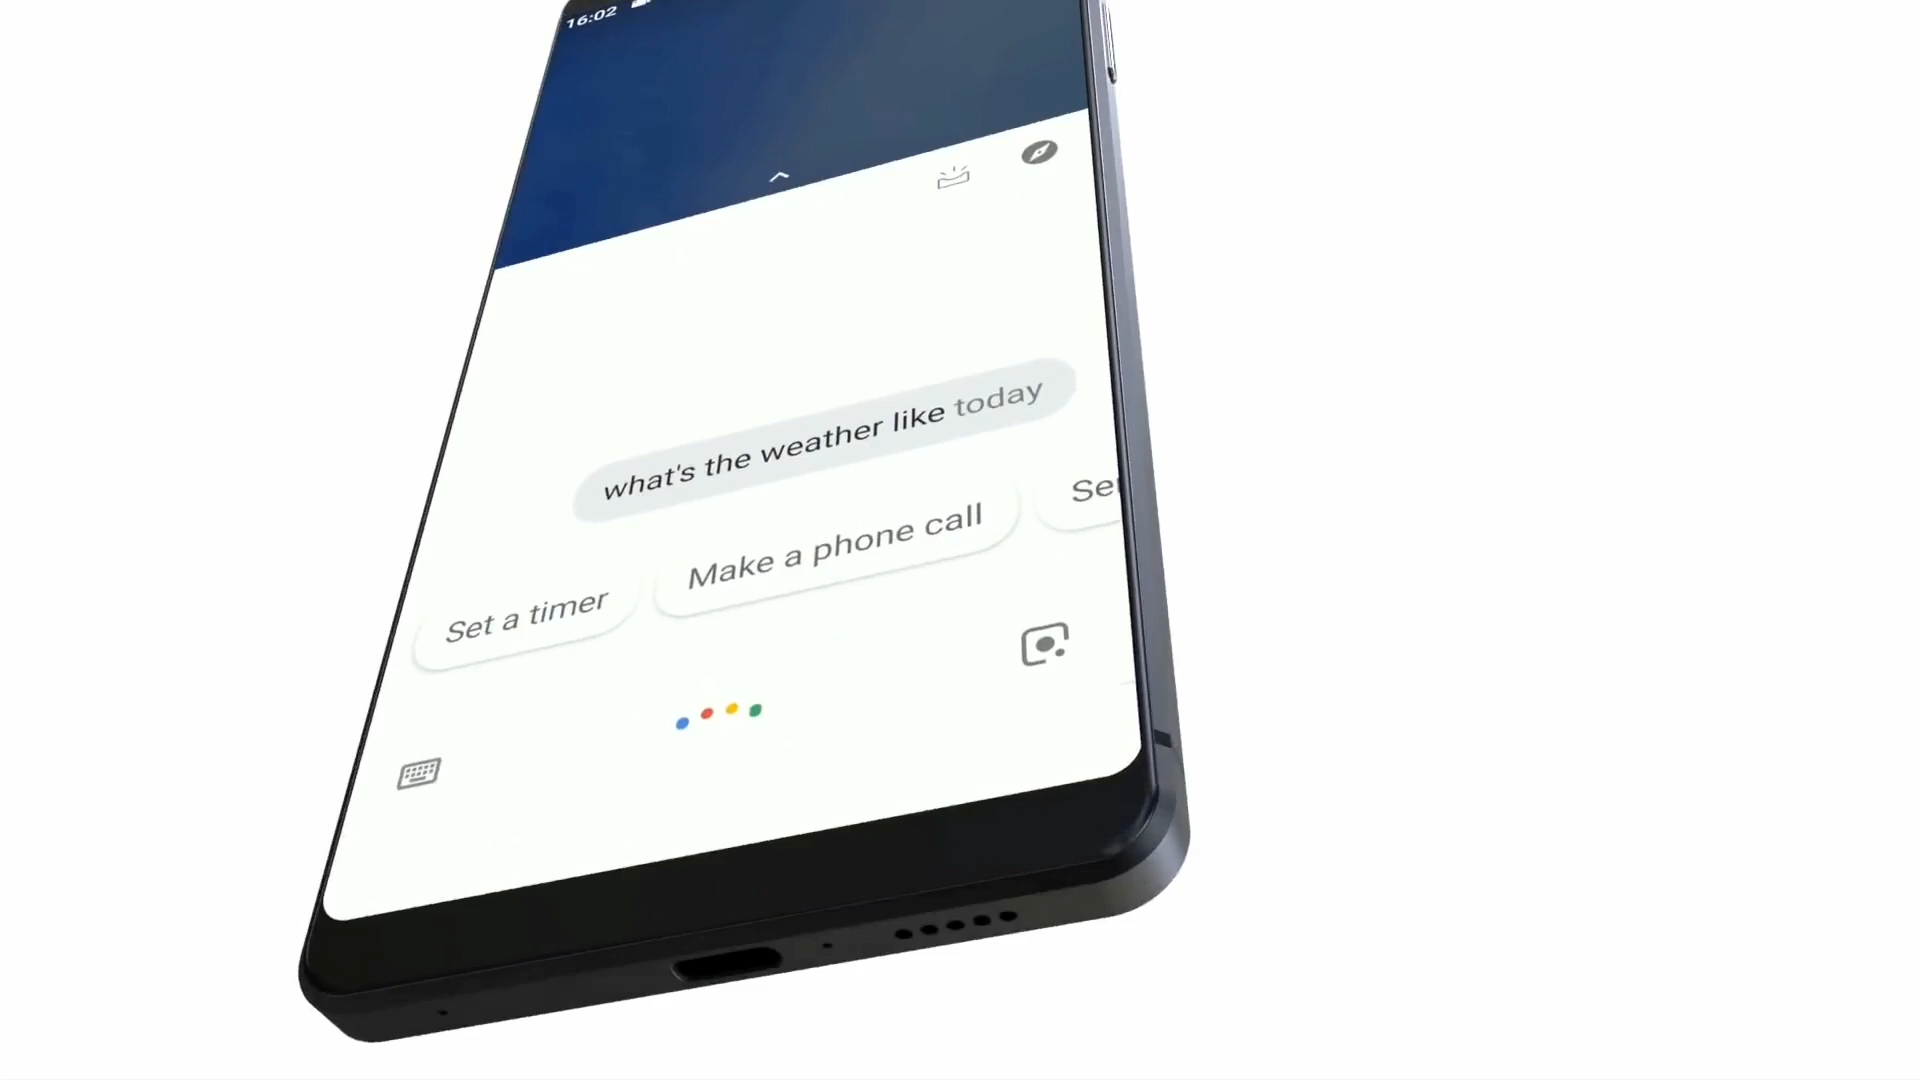 16:02
what's the weather like today
Set a timer
Make a phone call